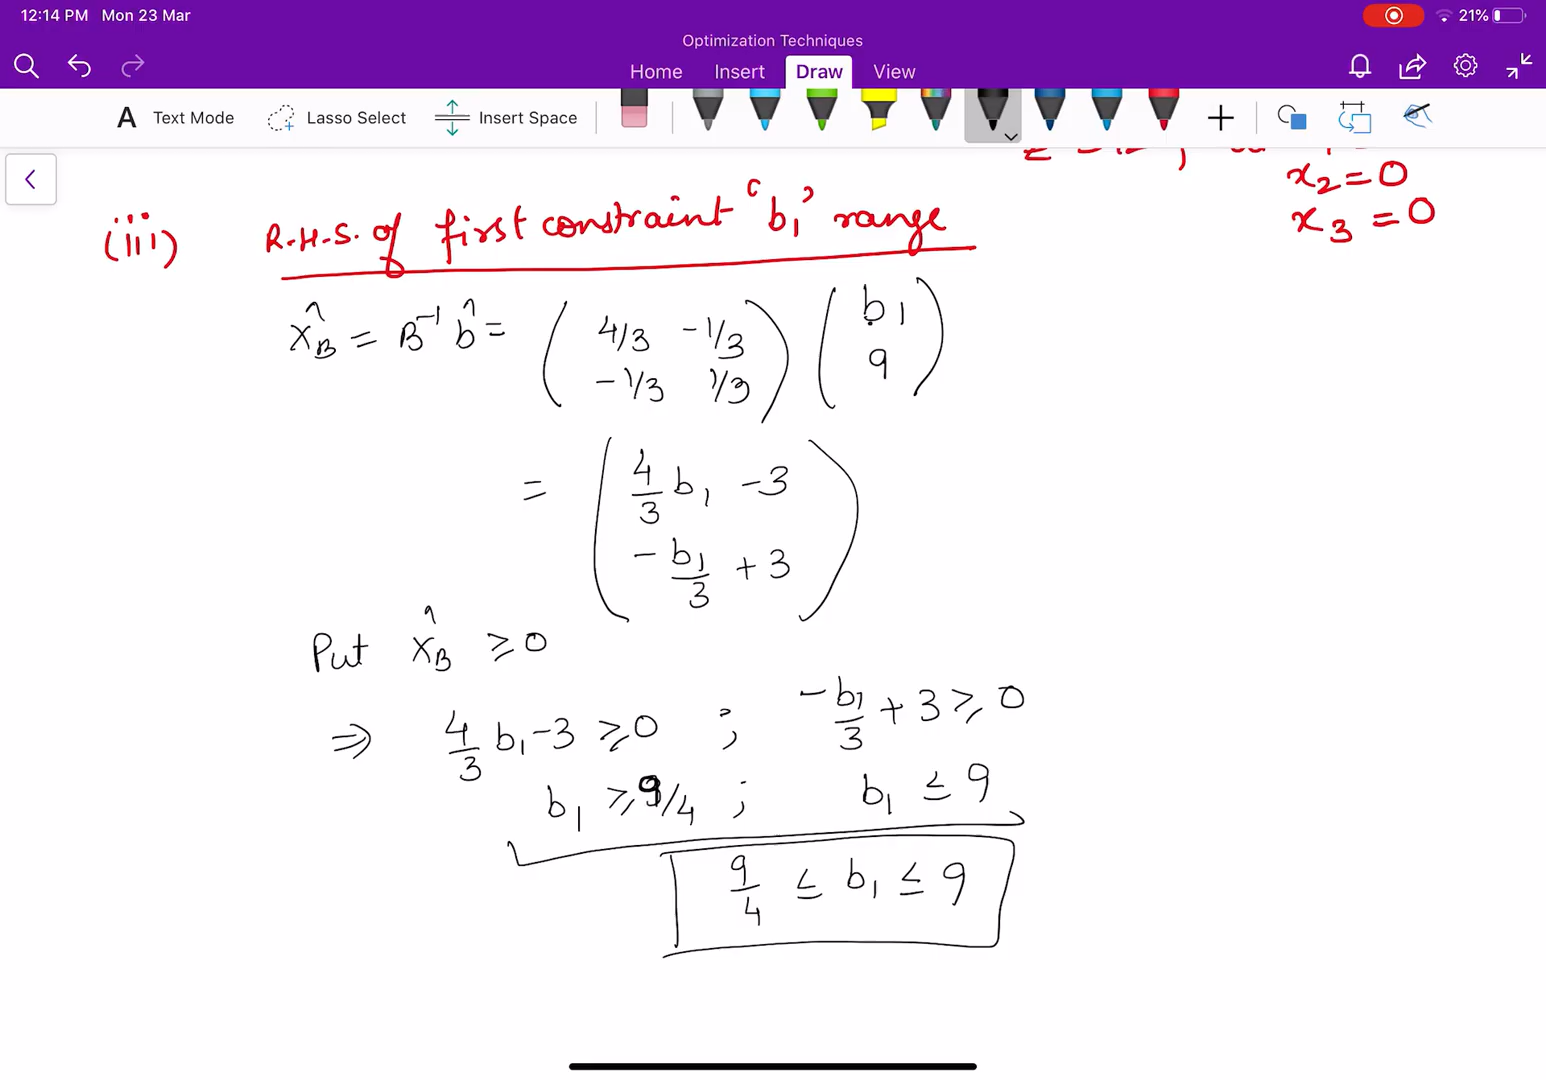 12:14 PM Mon 23 Mar
21%
Optimization Techniques
Home Insert Draw View
A Text Mode Lasso Select Insert Space
x₂ = 0
x₃ = 0
(iii) R.H.S. of first constraint 'b₁' range
x̂_B = B⁻¹ b̂ = ( 4/3 -1/3 ) ( b₁ )
( -1/3 1/3 ) ( 9 )
= ( 4/3 b₁ - 3 )
( - b₁/3 + 3 )
Put x̂_B ≥ 0
⇒ 4/3 b₁ - 3 ≥ 0 ; - b₁/3 + 3 ≥ 0
b₁ ≥ 9/4 ; b₁ ≤ 9
9/4 ≤ b₁ ≤ 9